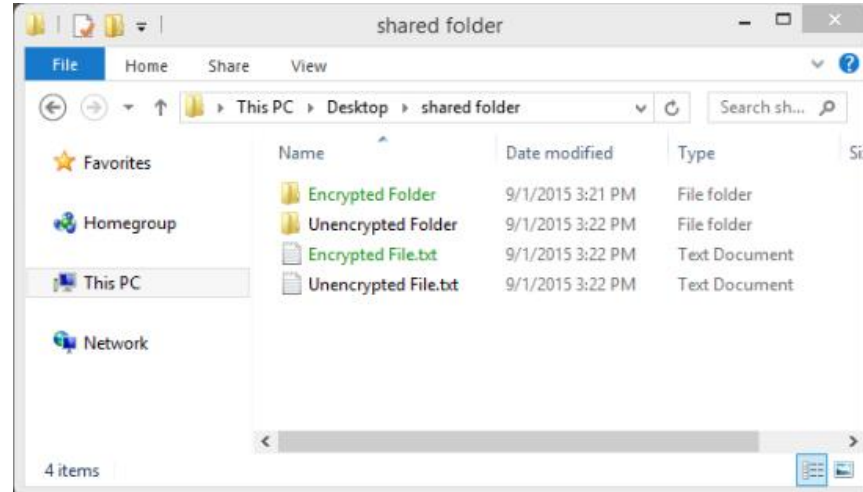 shared folder
File Home Share View
This PC Desktop shared folder Search sh...
Name Date modified Type Si
Favorites
Encrypted Folder 9/1/2015 3:21 PM File folder
Homegroup Unencrypted Folder 9/1/2015 3:22 PM File folder
Encrypted File.txt 9/1/2015 3:22 PM Text Document
This PC Unencrypted File.txt 9/1/2015 3:22 PM Text Document
Network
4 items